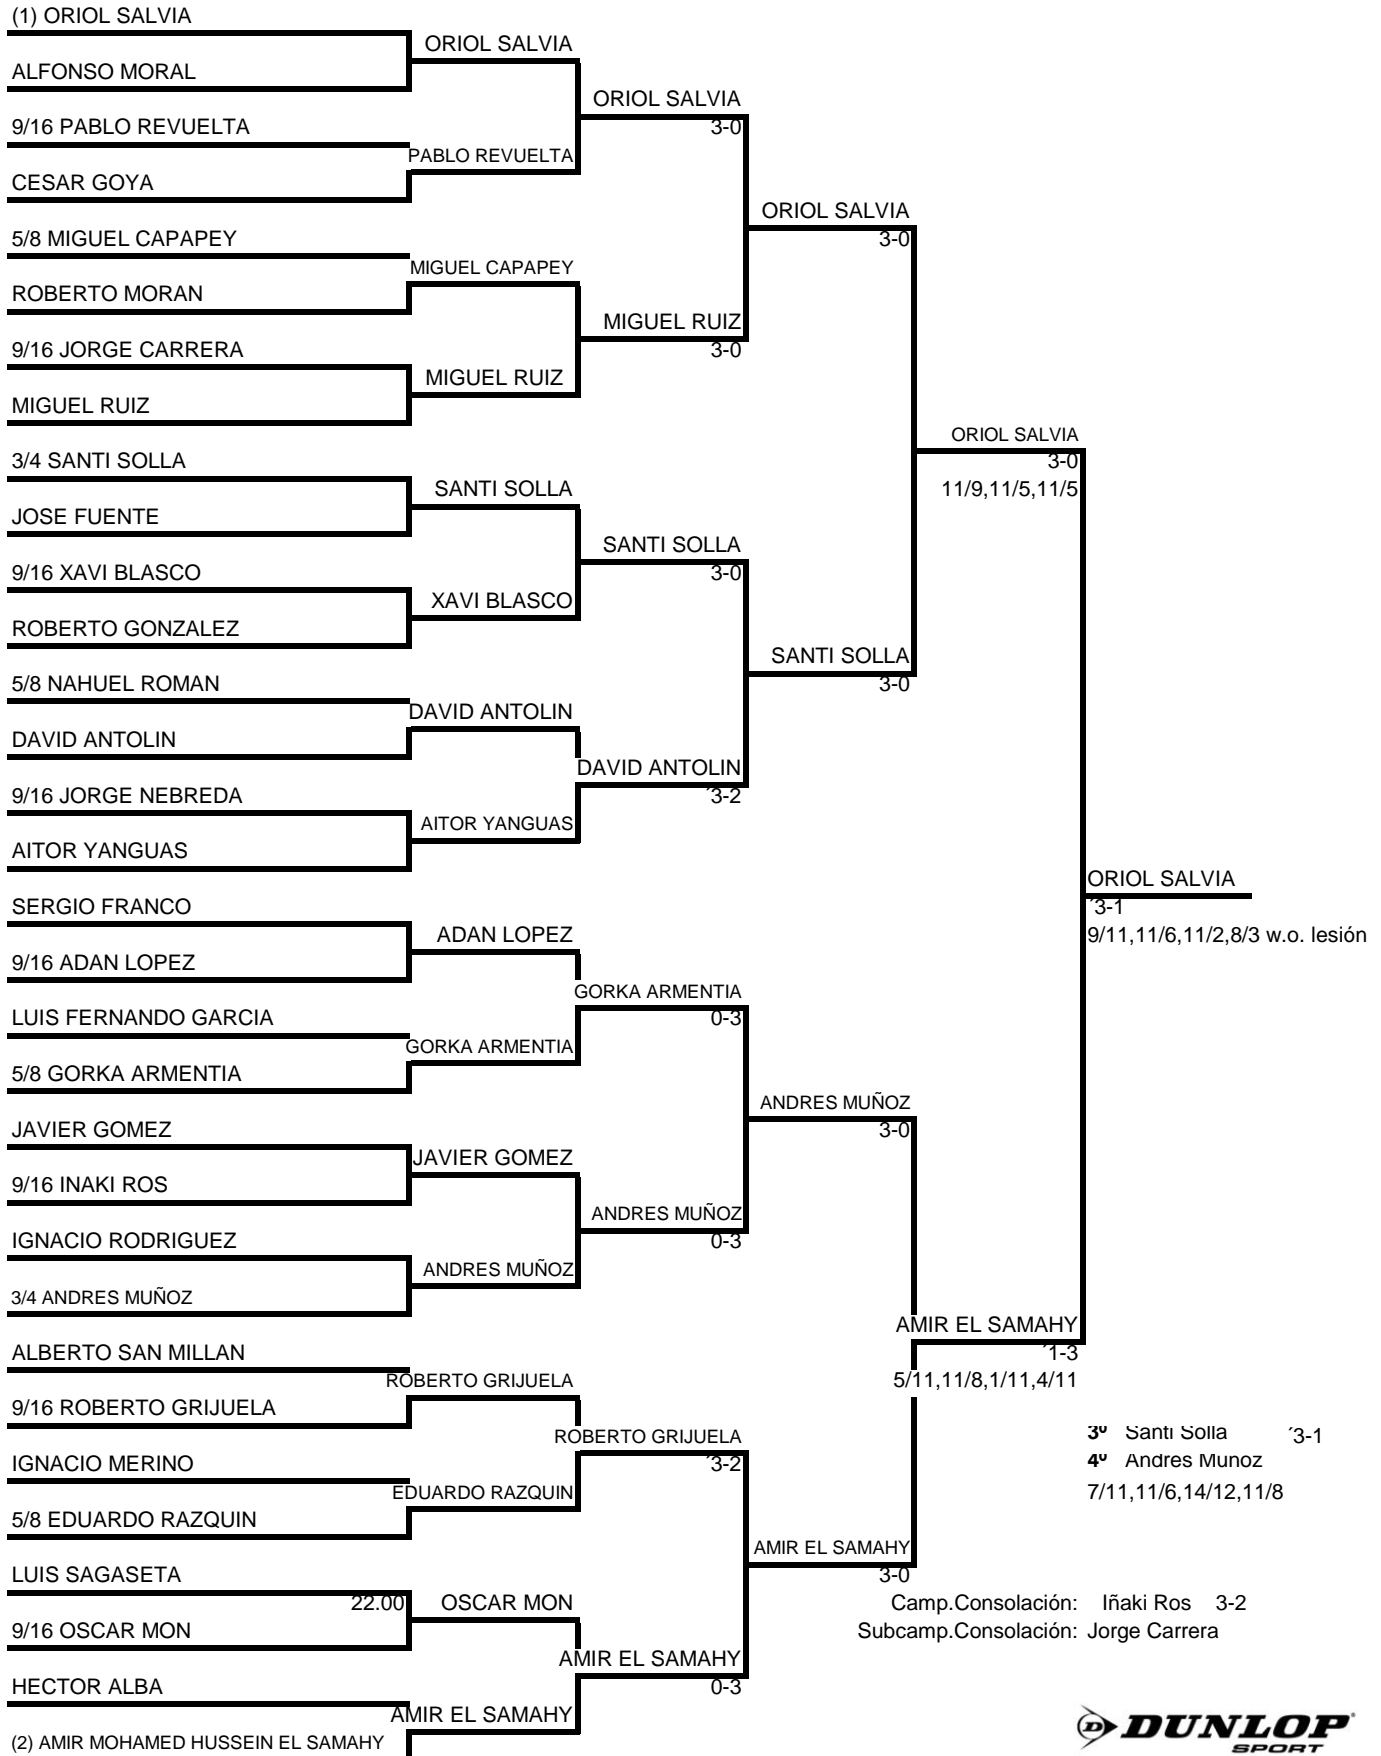 (1) ORIOL SALVIA
ORIOL SALVIA
ALFONSO MORAL
ORIOL SALVIA
3-0
9/16 PABLO REVUELTA
PABLO REVUELTA
CESAR GOYA
ORIOL SALVIA
3-0
5/8 MIGUEL CAPAPEY
MIGUEL CAPAPEY
ROBERTO MORAN
MIGUEL RUIZ
3-0
9/16 JORGE CARRERA
MIGUEL RUIZ
MIGUEL RUIZ
ORIOL SALVIA
3-0
11/9,11/5,11/5
3/4 SANTI SOLLA
SANTI SOLLA
JOSE FUENTE
SANTI SOLLA
3-0
9/16 XAVI BLASCO
XAVI BLASCO
ROBERTO GONZALEZ
SANTI SOLLA
3-0
5/8 NAHUEL ROMAN
DAVID ANTOLIN
DAVID ANTOLIN
DAVID ANTOLIN
´3-2
9/16 JORGE NEBREDA
AITOR YANGUAS
AITOR YANGUAS
ORIOL SALVIA
´3-1
9/11,11/6,11/2,8/3 w.o. lesión
SERGIO FRANCO
ADAN LOPEZ
9/16 ADAN LOPEZ
GORKA ARMENTIA
0-3
LUIS FERNANDO GARCIA
GORKA ARMENTIA
5/8 GORKA ARMENTIA
ANDRES MUÑOZ
3-0
JAVIER GOMEZ
JAVIER GOMEZ
9/16 INAKI ROS
ANDRES MUÑOZ
0-3
IGNACIO RODRIGUEZ
ANDRES MUÑOZ
3/4 ANDRES MUÑOZ
AMIR EL SAMAHY
´1-3
5/11,11/8,1/11,4/11
ALBERTO SAN MILLAN
ROBERTO GRIJUELA
9/16 ROBERTO GRIJUELA
ROBERTO GRIJUELA
´3-2
3º Santi Solla ´3-1
4º Andres Munoz
7/11,11/6,14/12,11/8
IGNACIO MERINO
EDUARDO RAZQUIN
5/8 EDUARDO RAZQUIN
AMIR EL SAMAHY
3-0
LUIS SAGASETA
22.00
OSCAR MON
9/16 OSCAR MON
Camp.Consolación: Iñaki Ros 3-2
Subcamp.Consolación: Jorge Carrera
AMIR EL SAMAHY
0-3
HECTOR ALBA
AMIR EL SAMAHY
(2) AMIR MOHAMED HUSSEIN EL SAMAHY
DUNLOP
SPORT